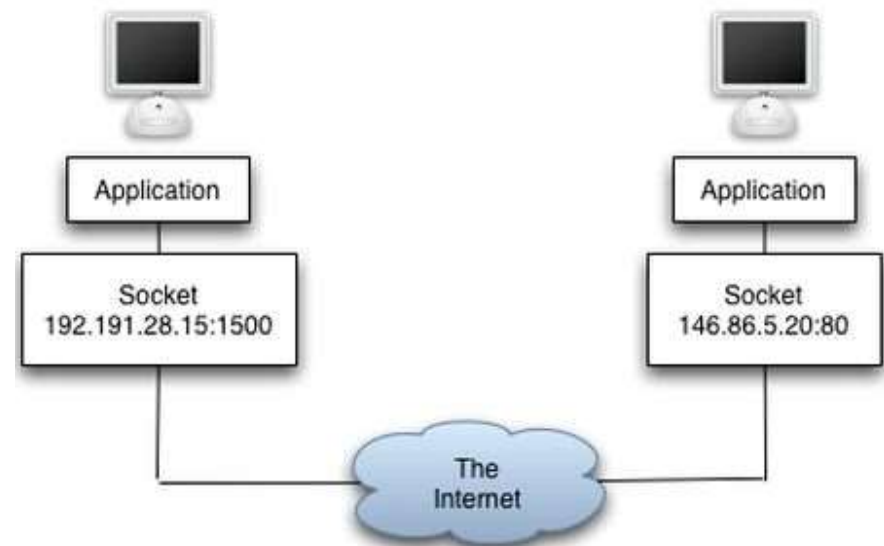 Application
Application
Socket
192.191.28.15:1500
Socket
146.86.5.20:80
The
Internet